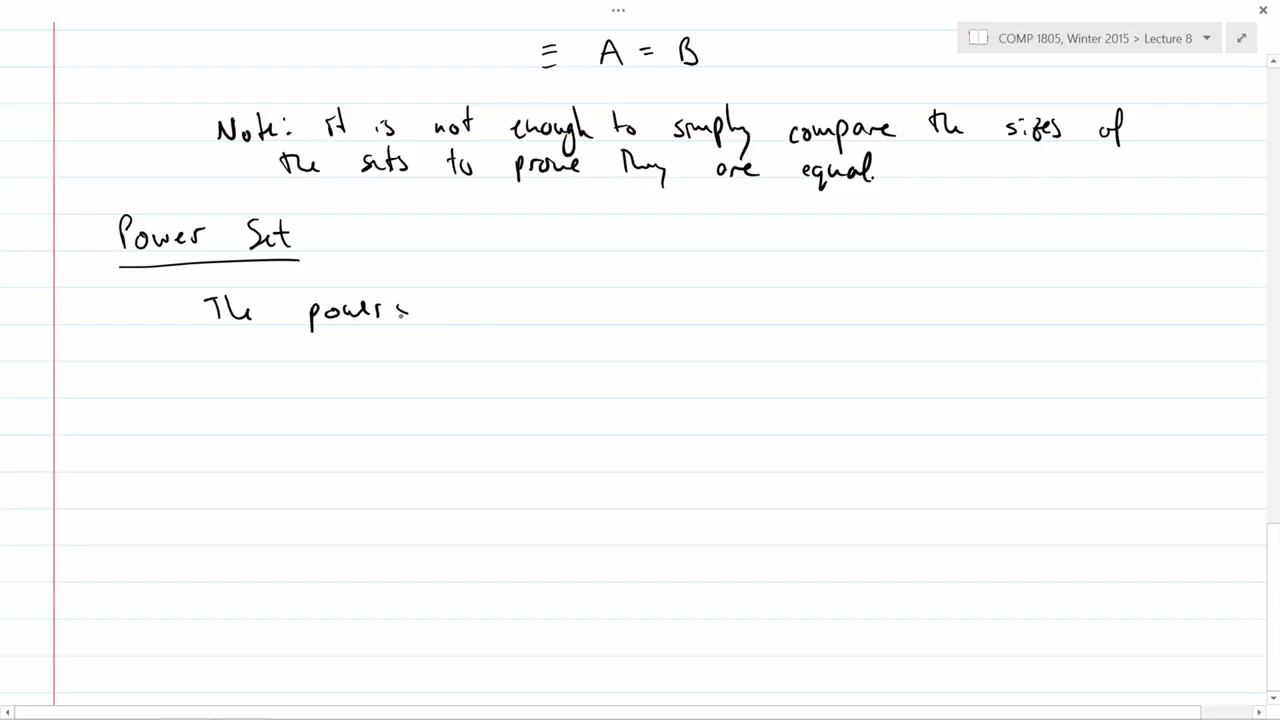 COMP 1805, Winter 2015 > Lecture 8
≡ A = B
Note: it is not enough to simply compare the sizes of
the sets to prove they are equal.
Power Set
The power s